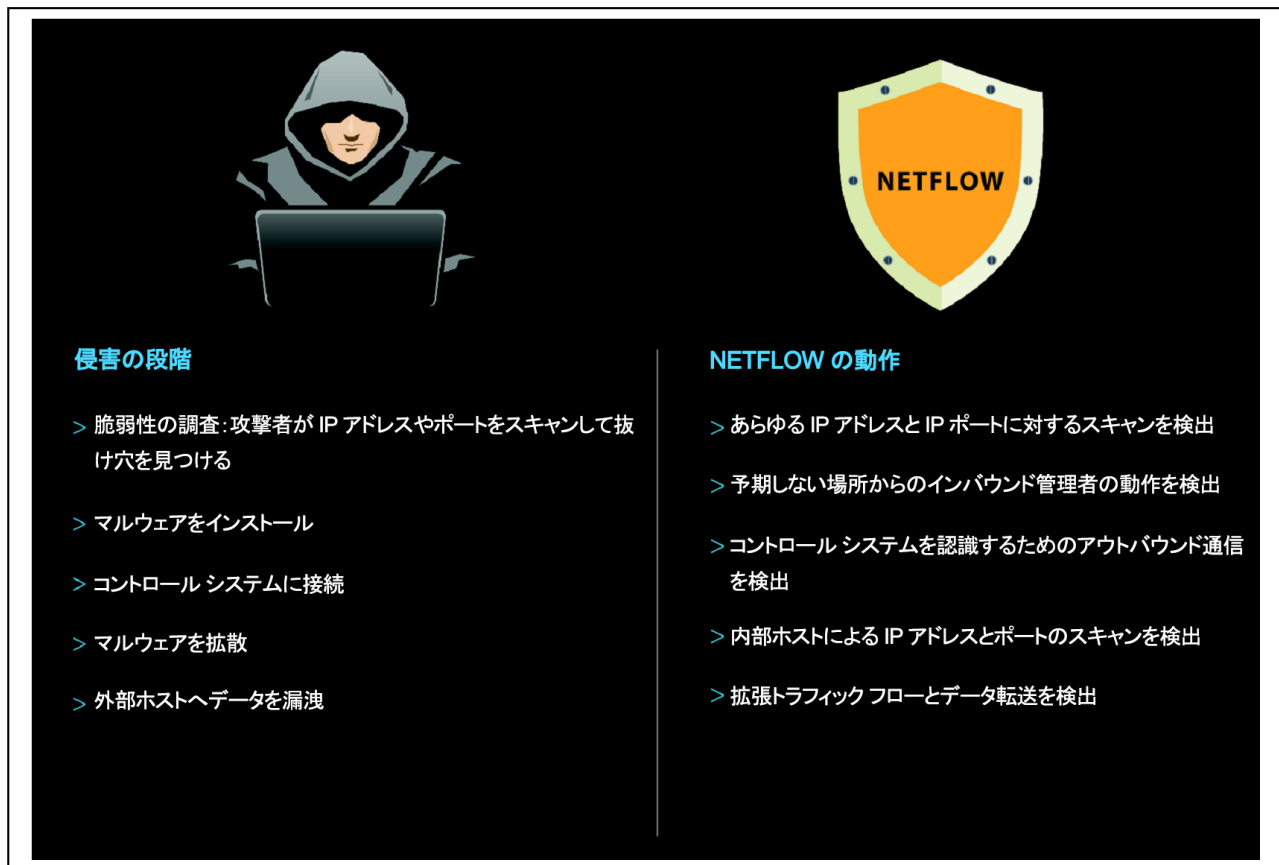 NETFLOW
侵害の段階
> 脆弱性の調査：攻撃者が IP アドレスやポートをスキャンして抜
け穴を見つける
> マルウェアをインストール
> コントロール システムに接続
> マルウェアを拡散
> 外部ホストへデータを漏洩
NETFLOW の動作
> あらゆる IP アドレスと IP ポートに対するスキャンを検出
> 予期しない場所からのインバウンド管理者の動作を検出
> コントロール システムを認識するためのアウトバウンド通信
を検出
> 内部ホストによる IP アドレスとポートのスキャンを検出
> 拡張トラフィック フローとデータ転送を検出